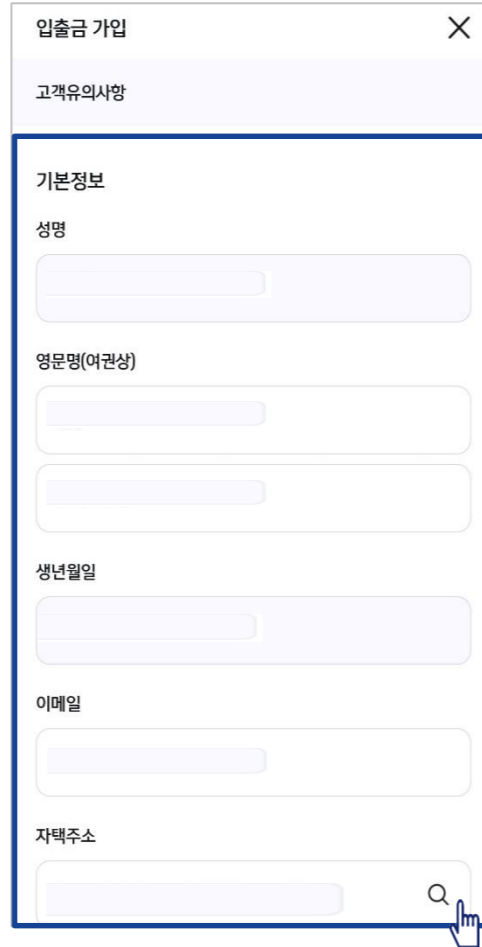 입출금 가입
고객유의사항
기본정보
성명
영문명(여권상)
생년월일
이메일
자택주소